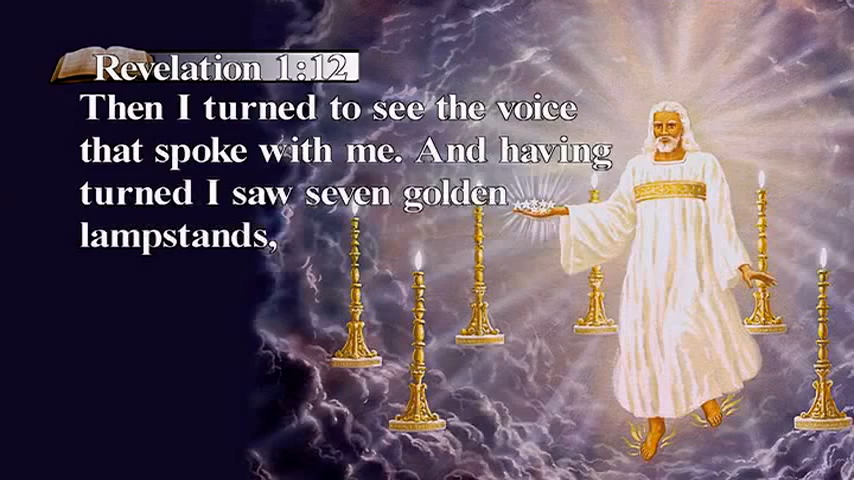 Revelation 1:12
Then I turned to see the voice
that spoke with me. And having
turned I saw seven golden
lampstands,